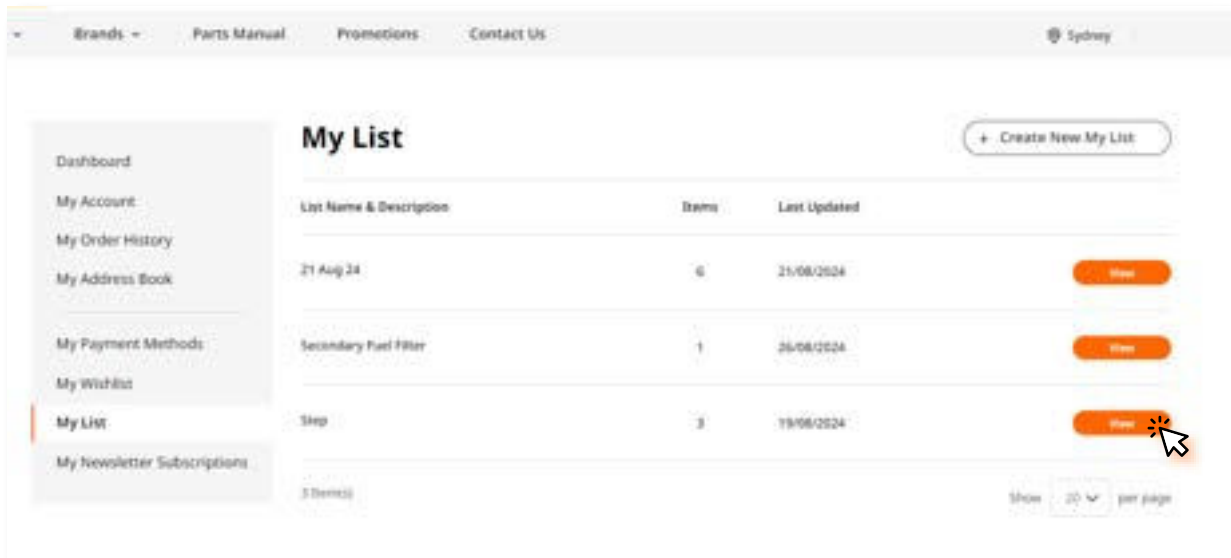 Brands Parts Manual Promotions Contact Us Sydney
My List
+ Create New My List
Dashboard
My Account
My Order History
My Address Book
My Payment Methods
My Wishlist
My List
My Newsletter Subscriptions
List Name & Description Items Last Updated
21 Aug 24 6 21/08/2024 View
Secondary Fuel Filter 1 26/08/2024 View
Step 3 19/08/2024 View
3 Item(s)
Show 20 per page